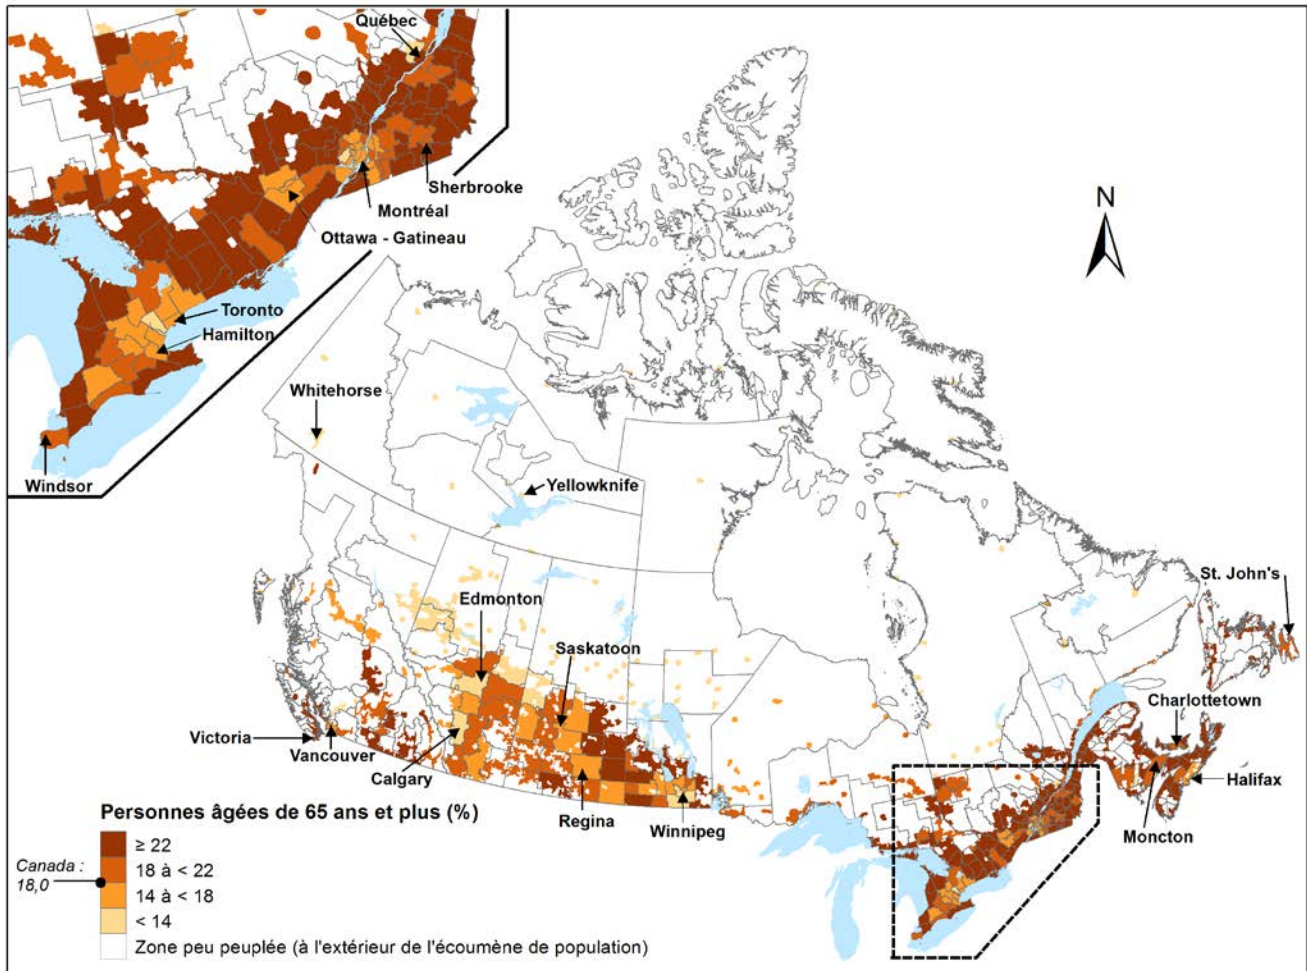 Québec
Sherbrooke
Montréal
Ottawa - Gatineau
Toronto
Hamilton
Windsor
N
Whitehorse
Yellowknife
St. John's
Edmonton
Saskatoon
Charlottetown
Victoria
Vancouver
Calgary
Halifax
Regina
Winnipeg
Moncton
Personnes âgées de 65 ans et plus (%)
≥ 22
18 à < 22
Canada :
18,0
14 à < 18
< 14
Zone peu peuplée (à l'extérieur de l'écoumène de population)